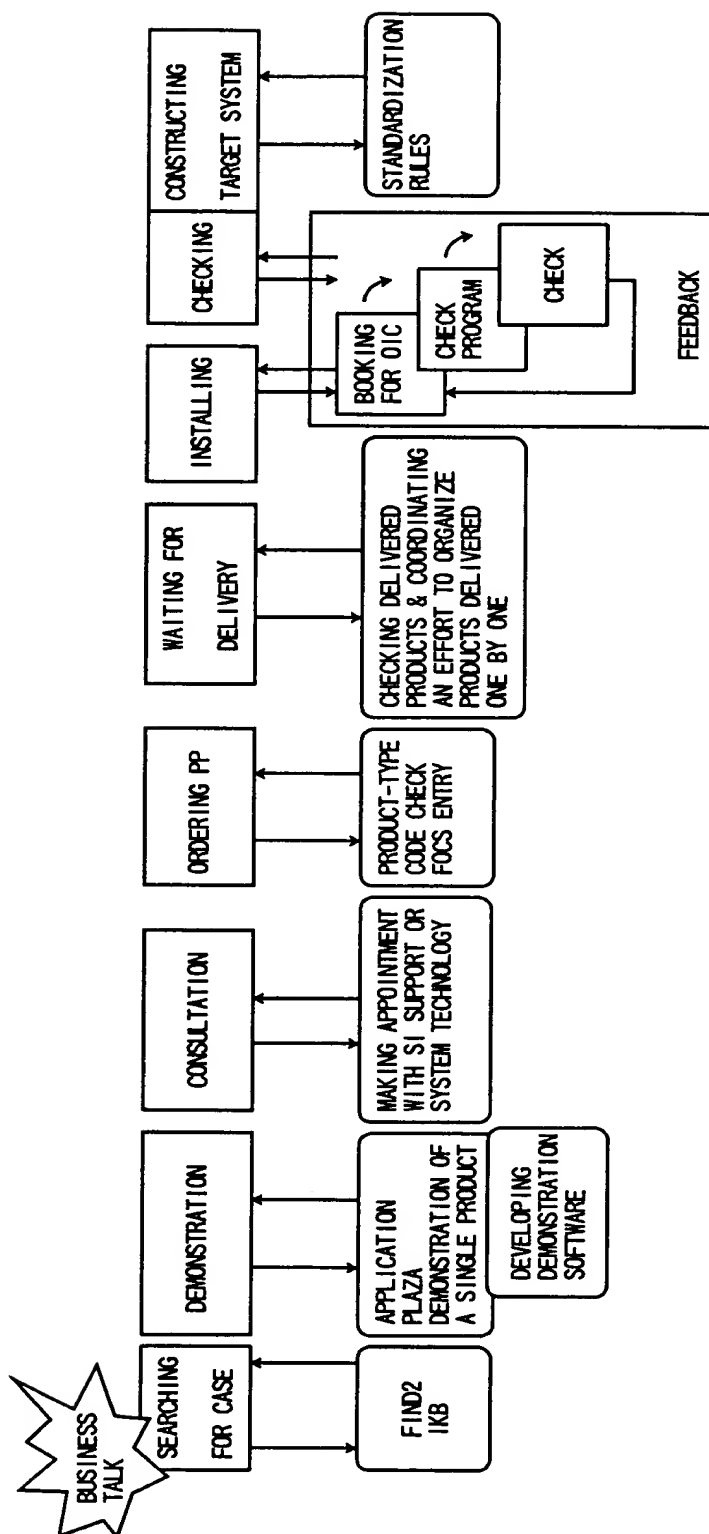 BUSINESS
TALK
SEARCHING
FOR CASE
FIND2
IKB
DEMONSTRATION
APPLICATION
PLAZA
DEMONSTRATION OF
A SINGLE PRODUCT
DEVELOPING
DEMONSTRATION
SOFTWARE
CONSULTATION
MAKING APPOINTMENT
WITH SI SUPPORT OR
SYSTEM TECHNOLOGY
ORDERING PP
PRODUCT-TYPE
CODE CHECK
FOCS ENTRY
WAITING FOR
DELIVERY
CHECKING DELIVERED
PRODUCTS & COORDINATING
AN EFFORT TO ORGANIZE
PRODUCTS DELIVERED
ONE BY ONE
INSTALLING
BOOKING
FOR OIC
CHECK
PROGRAM
CHECK
FEEDBACK
CHECKING
CONSTRUCTING
TARGET SYSTEM
STANDARDIZATION
RULES